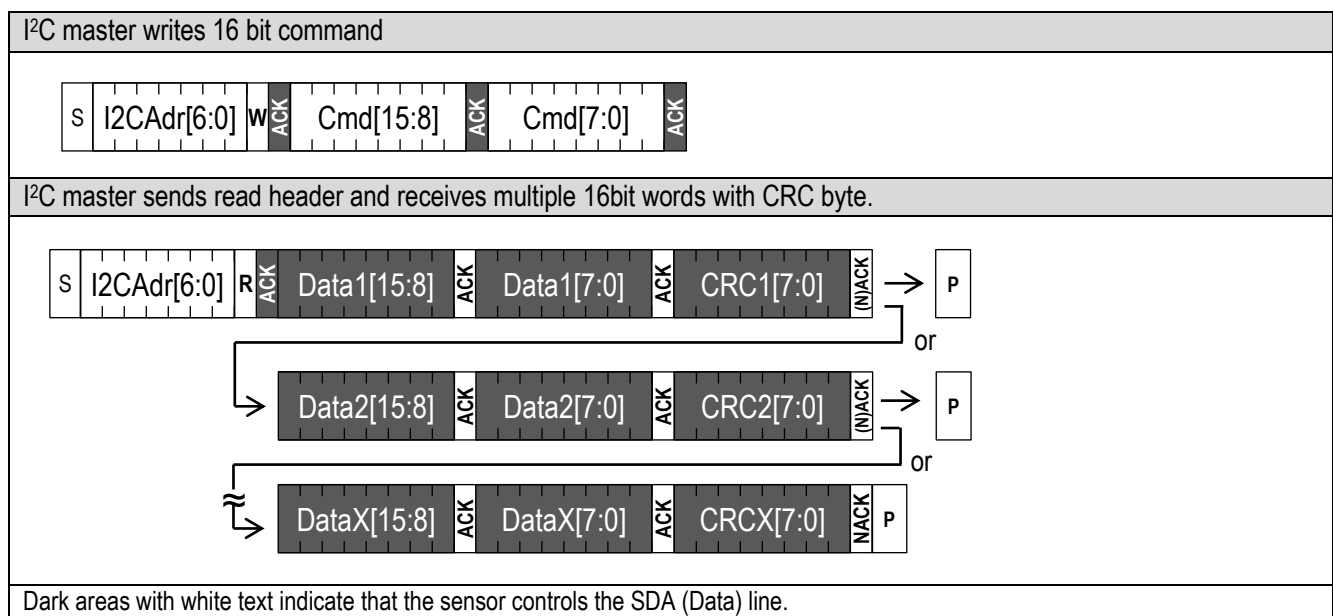 I²C master writes 16 bit command
S I2CAdr[6:0] W ACK Cmd[15:8] ACK Cmd[7:0] ACK
I²C master sends read header and receives multiple 16bit words with CRC byte.
S I2CAdr[6:0] R ACK Data1[15:8] ACK Data1[7:0] ACK CRC1[7:0] (N)ACK P
or
Data2[15:8] ACK Data2[7:0] ACK CRC2[7:0] (N)ACK P
or
DataX[15:8] ACK DataX[7:0] ACK CRCX[7:0] NACK P
Dark areas with white text indicate that the sensor controls the SDA (Data) line.